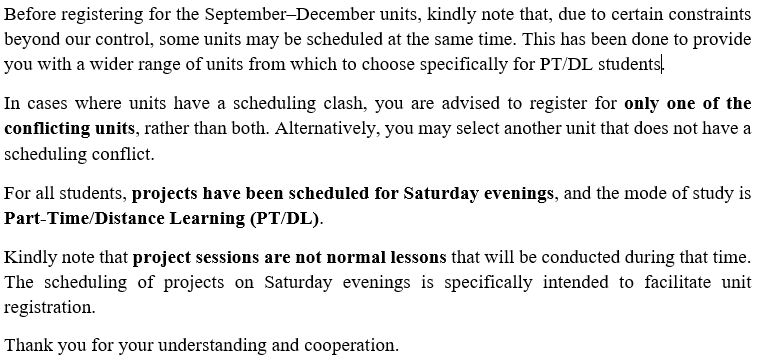 Before registering for the September–December units, kindly note that, due to certain constraints
beyond our control, some units may be scheduled at the same time. This has been done to provide
you with a wider range of units from which to choose specifically for PT/DL students.
In cases where units have a scheduling clash, you are advised to register for only one of the
conflicting units, rather than both. Alternatively, you may select another unit that does not have a
scheduling conflict.
For all students, projects have been scheduled for Saturday evenings, and the mode of study is
Part-Time/Distance Learning (PT/DL).
Kindly note that project sessions are not normal lessons that will be conducted during that time.
The scheduling of projects on Saturday evenings is specifically intended to facilitate unit
registration.
Thank you for your understanding and cooperation.